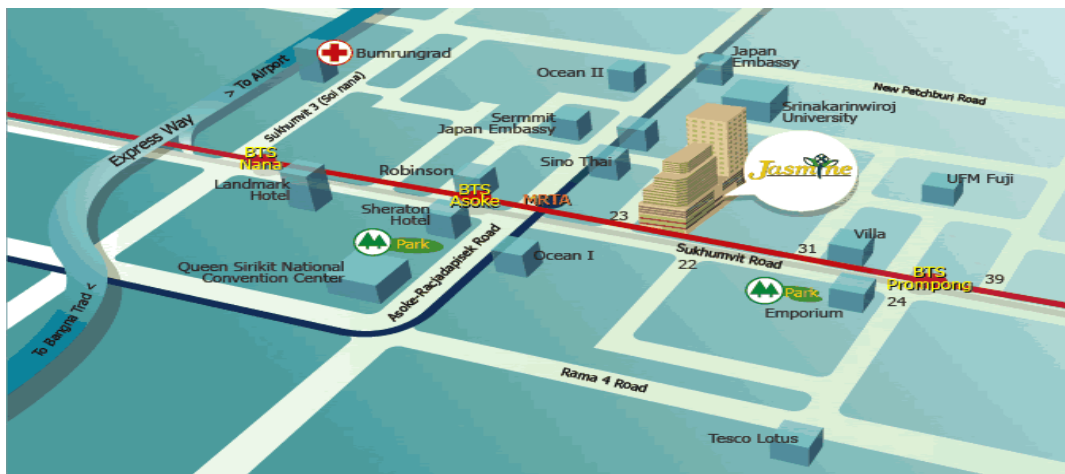 Bumrungrad
> To Airport
Sukhumvit 3 (Soi nana)
Express Way
BTS
Nana
Landmark
Hotel
Robinson
BTS
Asoke
MRTA
Sheraton
Hotel
Park
Queen Sirikit National
Convention Center
Asoke-Racjadapisek Road
Ocean I
To Bangna Trad <
Ocean II
Japan
Embassy
New Petchburi Road
Sermmit
Japan Embassy
Srinakarinwiroj
University
Sino Thai
Jasmine
UFM Fuji
23
Sukhumvit Road
22
31
Villa
BTS
Prompong
39
24
Park
Emporium
Rama 4 Road
Tesco Lotus